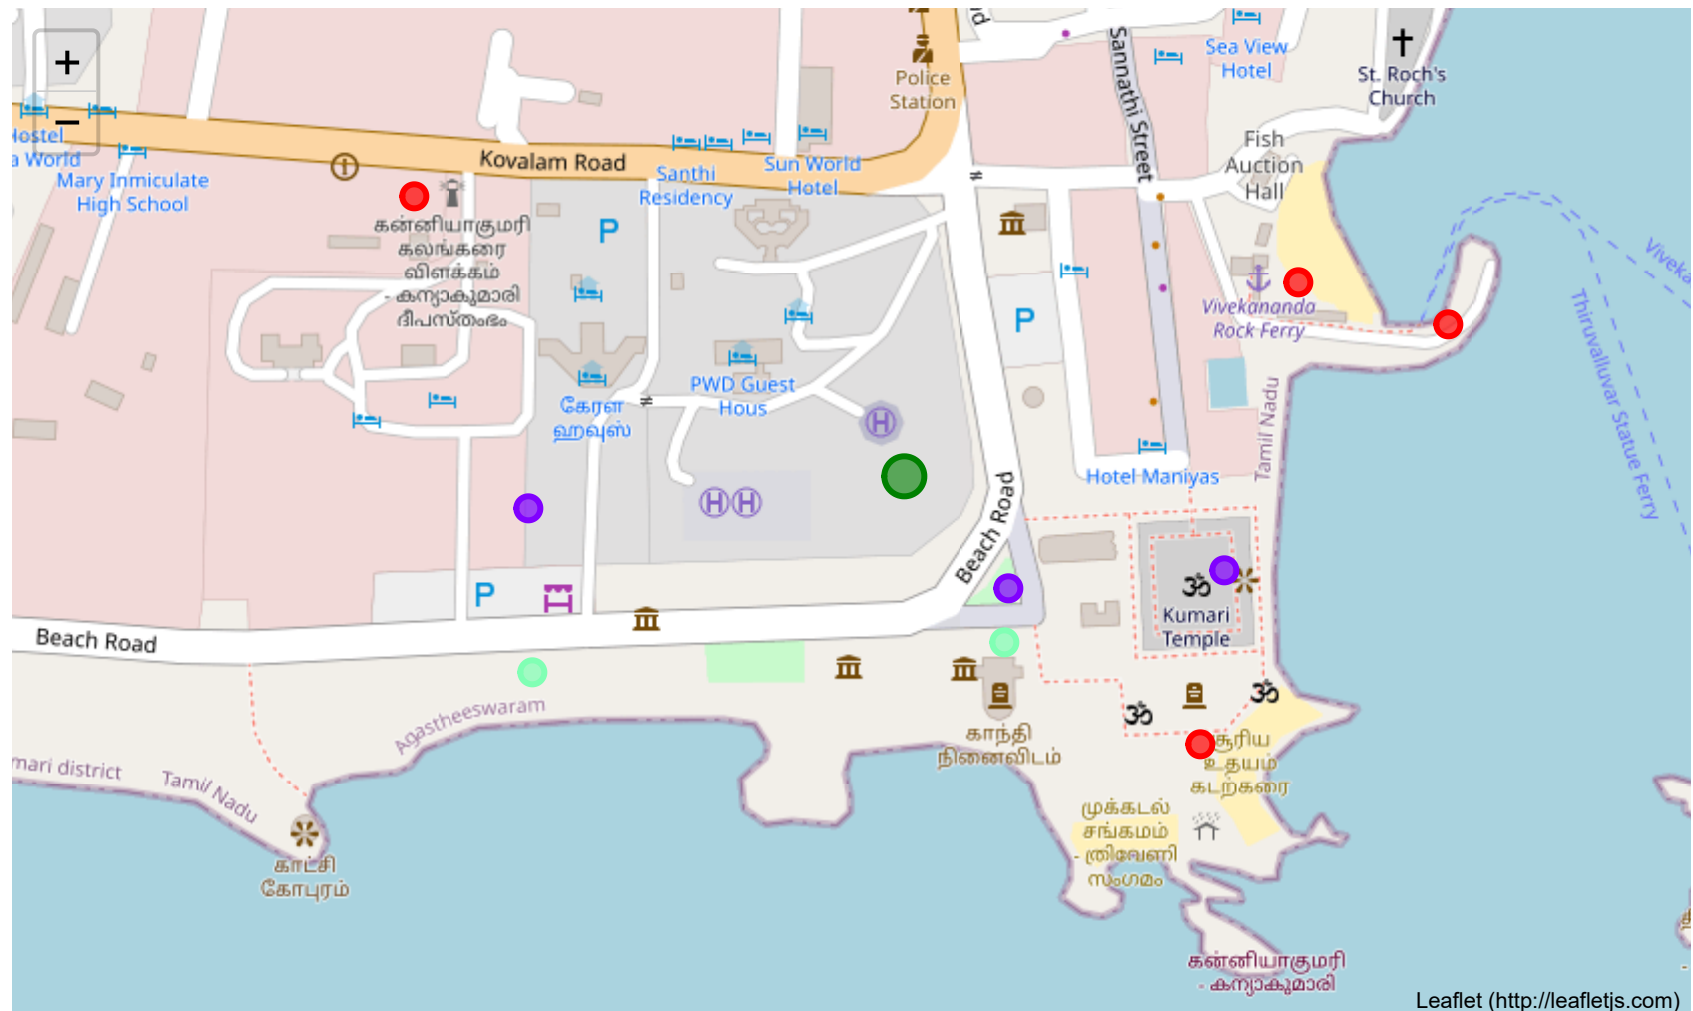 +
−
Police
Station
Sea View
Hotel
St. Roch's
Church
Sannathi Street
Fish
Auction
Hall
a World
Mary Inmiculate
High School
Kovalam Road
Santhi
Residency
Sun World
Hotel
P
கன்னியாகுமரி
கலங்கரை
விளக்கம்
- കന്യാകുമാരി
ദീപസ്തംഭം
Vivekananda
Rock Ferry
P
Thiruvalluvar Statue Ferry
PWD Guest
Hous
கேரள
ஹவுஸ்
H
H H
Tamil Nadu
Hotel Maniyas
Beach Road
P
Kumari
Temple
Beach Road
Agastheeswaram
காந்தி
நினைவிடம்
சூரிய
உதயம்
கடற்கரை
mari district
Tamil Nadu
முக்கடல்
சங்கமம்
- ത്രിവേണി
സംഗമം
காட்சி
கோபுரம்
கன்னியாகுமரி
- കന്യാകുമാരി
Leaflet (http://leafletjs.com)